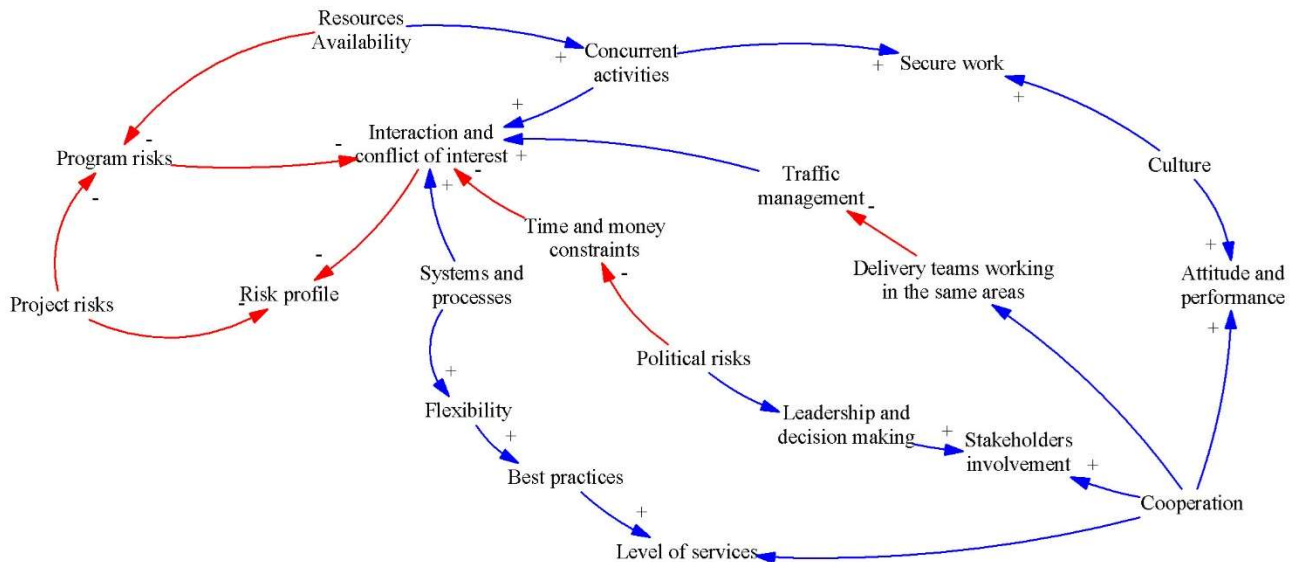 Resources
Availability
Concurrent
activities
+
+
Secure work
+
+
Interaction and
conflict of interest
+
+
-
-
Program risks
-
-
Culture
Traffic
management
-
Time and money
constraints
-
+
Systems and
processes
Delivery teams working
in the same areas
+
Attitude and
performance
+
Project risks
Risk profile
-
-
Political risks
+
Flexibility
+
Leadership and
decision making
+
Stakeholders
involvement
+
Best practices
Cooperation
+
Level of services